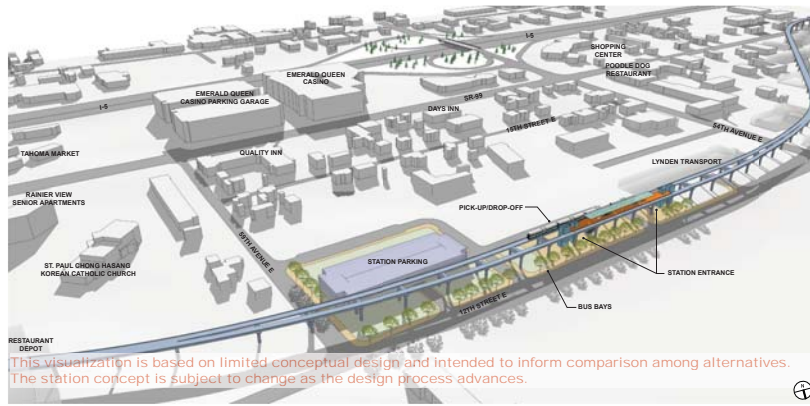 I-5
SHOPPING
CENTER
POODLE DOG
RESTAURANT
EMERALD QUEEN
CASINO
EMERALD QUEEN
CASINO PARKING GARAGE
SR-99
I-5
DAYS INN
15TH STREET E
54TH AVENUE E
TAHOMA MARKET
QUALITY INN
LYNDEN TRANSPORT
RAINIER VIEW
SENIOR APARTMENTS
PICK-UP/DROP-OFF
59TH AVENUE E
ST. PAUL CHONG HASANG
KOREAN CATHOLIC CHURCH
STATION PARKING
STATION ENTRANCE
12TH STREET E
BUS BAYS
RESTAURANT
DEPOT
This visualization is based on limited conceptual design and intended to inform comparison among alternatives.
The station concept is subject to change as the design process advances.
N